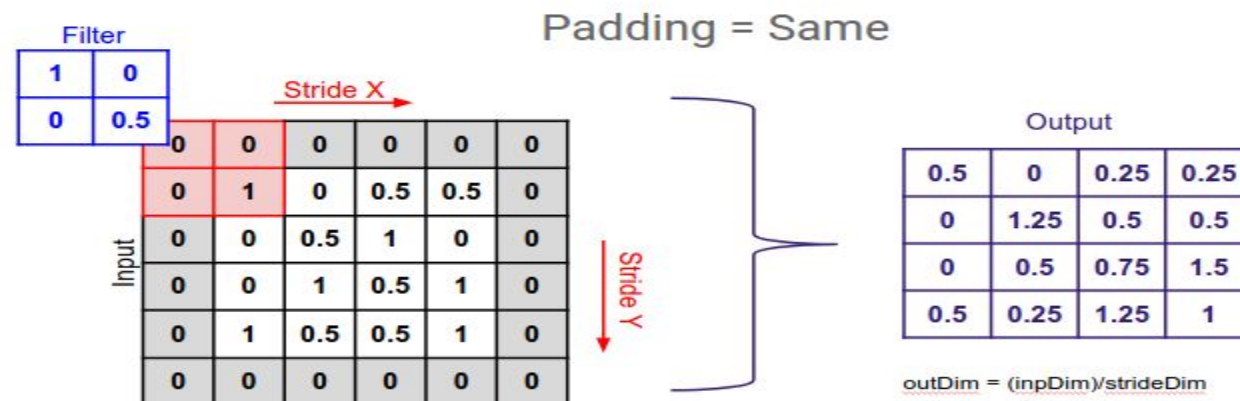 Padding = Same
Filter
1 0
0 0.5
Stride X
Input
0 0 0 0 0 0
0 1 0 0.5 0.5 0
0 0 0.5 1 0 0
0 0 1 0.5 1 0
0 1 0.5 0.5 1 0
0 0 0 0 0 0
Stride Y
Output
0.5 0 0.25 0.25
0 1.25 0.5 0.5
0 0.5 0.75 1.5
0.5 0.25 1.25 1
outDim = (inpDim)/strideDim